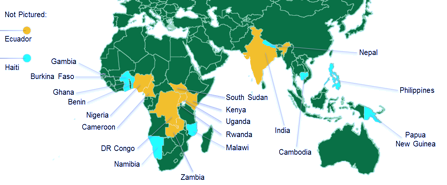 Not Pictured:
Ecuador
Haiti
Gambia
Burkina Faso
Ghana
Benin
Nigeria
Cameroon
DR Congo
Namibia
Zambia
South Sudan
Kenya
Uganda
Rwanda
Malawi
India
Cambodia
Nepal
Philippines
Papua
New Guinea